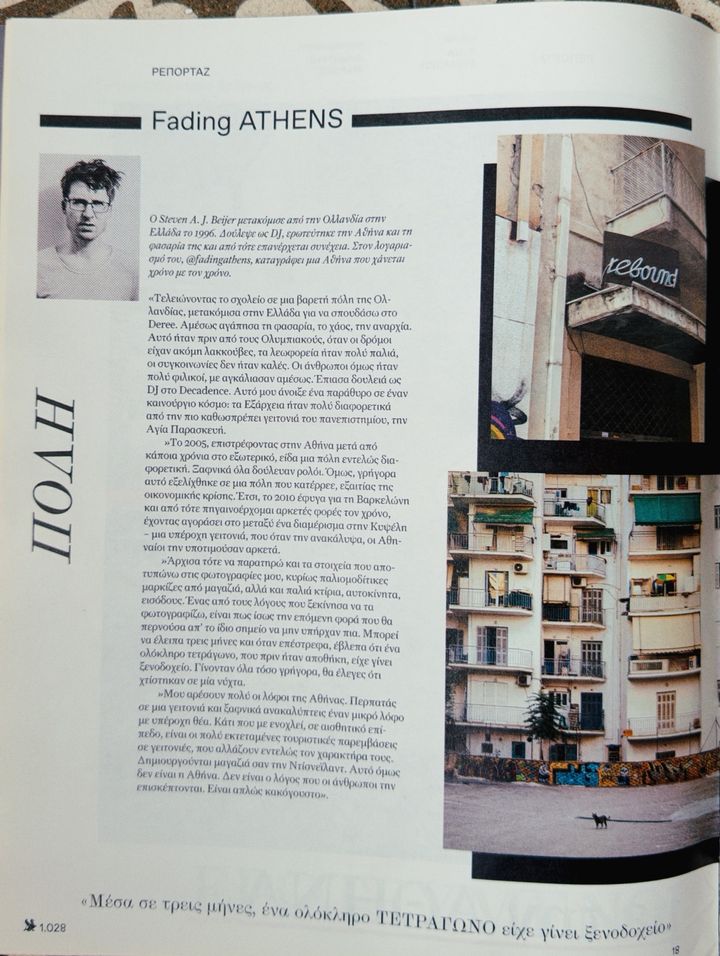 ΡΕΠΟΡΤΑΖ
Fading ATHENS
Ο Steven A. J. Beijer μετακόμισε από την Ολλανδία στην
Ελλάδα το 1996. Δούλεψε ως DJ, ερωτεύτηκε την Αθήνα και τη
φασαρία της και από τότε επανέρχεται συνέχεια. Στον λογαρια-
σμό του, @fadingathens, καταγράφει μια Αθήνα που χάνεται
χρόνο με τον χρόνο.
«Τελειώνοντας το σχολείο σε μια βαρετή πόλη της Ολ-
λανδίας, μετακόμισα στην Ελλάδα για να σπουδάσω στο
Deree. Αμέσως αγάπησα τη φασαρία, το χάος, την αναρχία.
Αυτό ήταν πριν από τους Ολυμπιακούς, όταν οι δρόμοι
είχαν ακόμη λακκούβες, τα λεωφορεία ήταν πολύ παλιά,
οι συγκοινωνίες δεν ήταν καλές. Οι άνθρωποι όμως ήταν
πολύ φιλικοί, με αγκάλιασαν αμέσως. Έπιασα δουλειά ως
DJ στο Decadence. Αυτό μου άνοιξε ένα παράθυρο σε έναν
καινούργιο κόσμο: τα Εξάρχεια ήταν πολύ διαφορετικά
από την πιο καθωσπρέπει γειτονιά του πανεπιστημίου, την
Αγία Παρασκευή.
»Το 2005, επιστρέφοντας στην Αθήνα μετά από
κάποια χρόνια στο εξωτερικό, είδα μια πόλη εντελώς δια-
φορετική. Ξαφνικά όλα δούλευαν ρολόι. Όμως, γρήγορα
αυτό εξελίχθηκε σε μια πόλη που κατέρρεε, εξαιτίας της
οικονομικής κρίσης. Έτσι, το 2010 έφυγα για τη Βαρκελώνη
και από τότε πηγαινοέρχομαι αρκετές φορές τον χρόνο,
έχοντας αγοράσει στο μεταξύ ένα διαμέρισμα στην Κυψέλη
– μια υπέροχη γειτονιά, που όταν την ανακάλυψα, οι Αθη-
ναίοι την υποτιμούσαν αρκετά.
»Άρχισα τότε να παρατηρώ και τα στοιχεία που απο-
τυπώνω στις φωτογραφίες μου, κυρίως παλιομοδίτικες
μαρκίζες από μαγαζιά, αλλά και παλιά κτίρια, αυτοκίνητα,
εισόδους. Ένας από τους λόγους που ξεκίνησα να τα
φωτογραφίζω, είναι πως ίσως την επόμενη φορά που θα
περνούσα απ' το ίδιο σημείο να μην υπήρχαν πια. Μπορεί
να έλειπα τρεις μήνες και όταν επέστρεφα, έβλεπα ότι ένα
ολόκληρο τετράγωνο, που πριν ήταν αποθήκη, είχε γίνει
ξενοδοχείο. Γίνονταν όλα τόσο γρήγορα, θα έλεγες ότι
χτίστηκαν σε μία νύχτα.
»Μου αρέσουν πολύ οι λόφοι της Αθήνας. Περπατάς
σε μια γειτονιά και ξαφνικά ανακαλύπτεις έναν μικρό λόφο
με υπέροχη θέα. Κάτι που με ενοχλεί, σε αισθητικό επί-
πεδο, είναι οι πολύ εκτεταμένες τουριστικές παρεμβάσεις
σε γειτονιές, που αλλάζουν εντελώς τον χαρακτήρα τους.
Δημιουργούνται μαγαζιά σαν την Ντίσνεϊλαντ. Αυτό όμως
δεν είναι η Αθήνα. Δεν είναι ο λόγος που οι άνθρωποι την
επισκέπτονται. Είναι απλώς κακόγουστο».
ΠΟΛΗ
rebound
«Μέσα σε τρεις μήνες, ένα ολόκληρο ΤΕΤΡΑΓΩΝΟ είχε γίνει ξενοδοχείο»
1.028
18